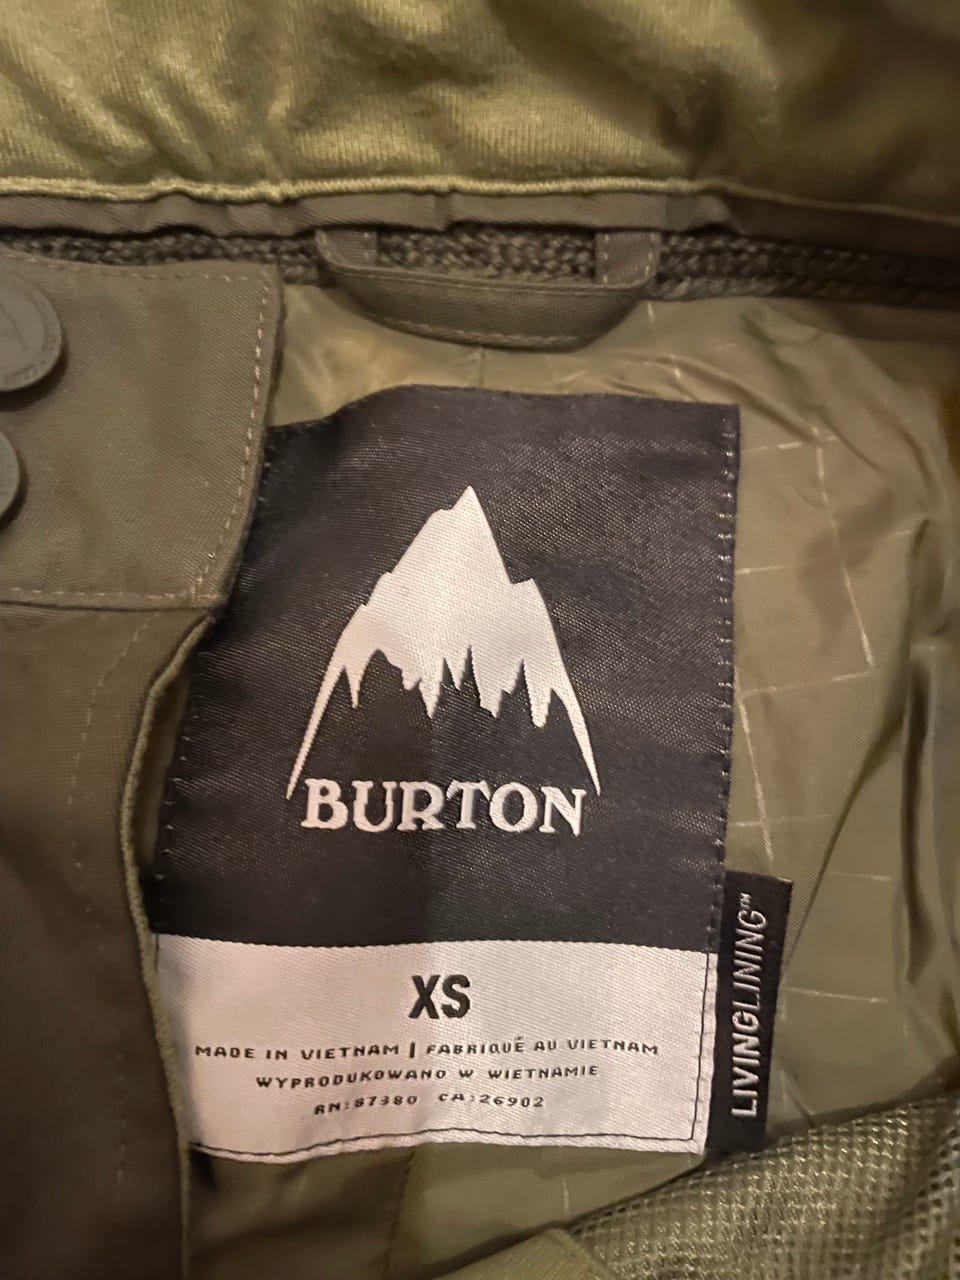 BURTON
XS
MADE IN VIETNAM | FABRIQUÉ AU VIETNAM
WYPRODUKOWANO W WIETNAMIE
RN:87380 CA:26902
LIVINGLINING™